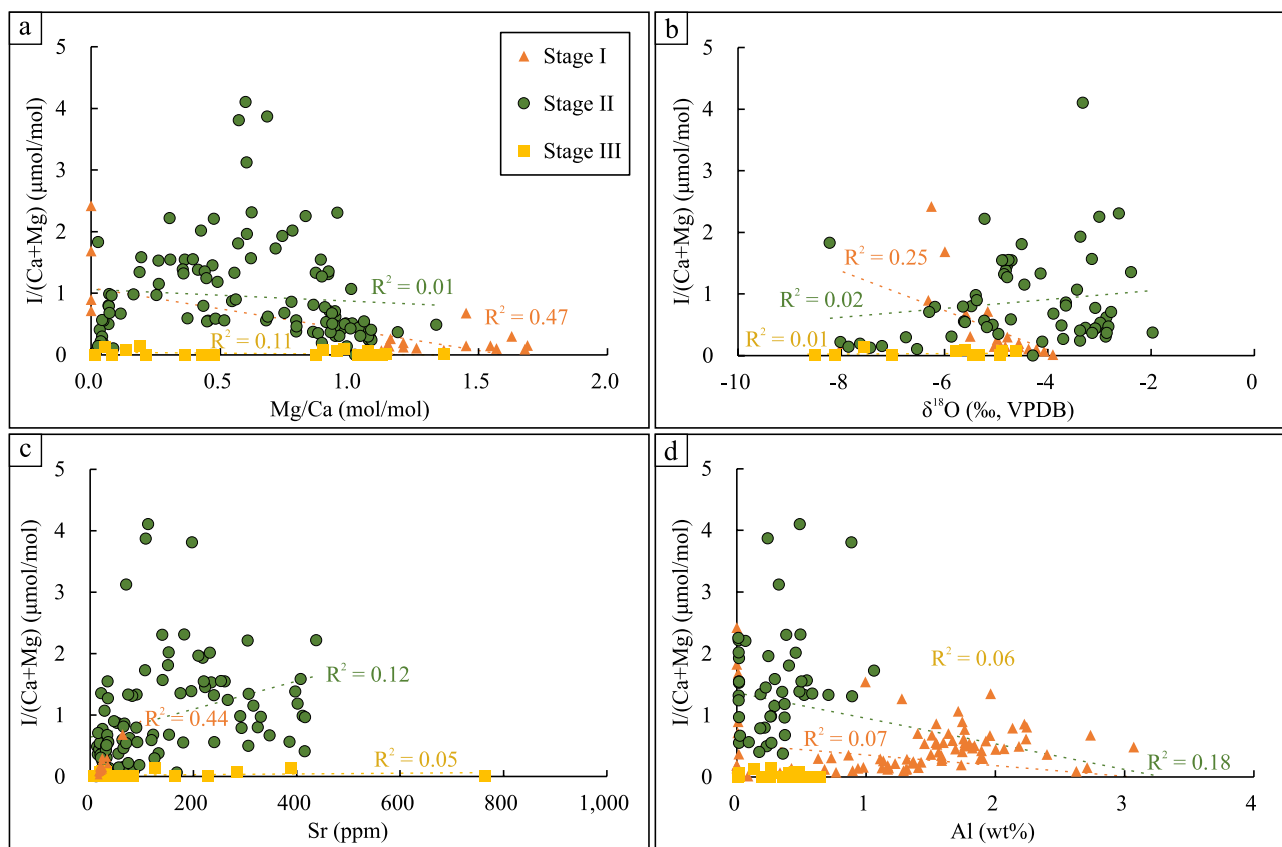 a
I/(Ca+Mg) (μmol/mol)
5
4
3
2
1
0
Stage I
Stage II
Stage III
R² = 0.01
R² = 0.47
R² = 0.11
0.0
0.5
1.0
1.5
2.0
Mg/Ca (mol/mol)
b
I/(Ca+Mg) (μmol/mol)
5
4
3
2
1
0
R² = 0.25
R² = 0.02
R² = 0.01
-10
-8
-6
-4
-2
0
δ¹⁸O (‰, VPDB)
c
I/(Ca+Mg) (μmol/mol)
5
4
3
2
1
0
R² = 0.12
R² = 0.44
R² = 0.05
0
200
400
600
800
1,000
Sr (ppm)
d
I/(Ca+Mg) (μmol/mol)
5
4
3
2
1
0
R² = 0.06
R² = 0.07
R² = 0.18
0
1
2
3
4
Al (wt%)